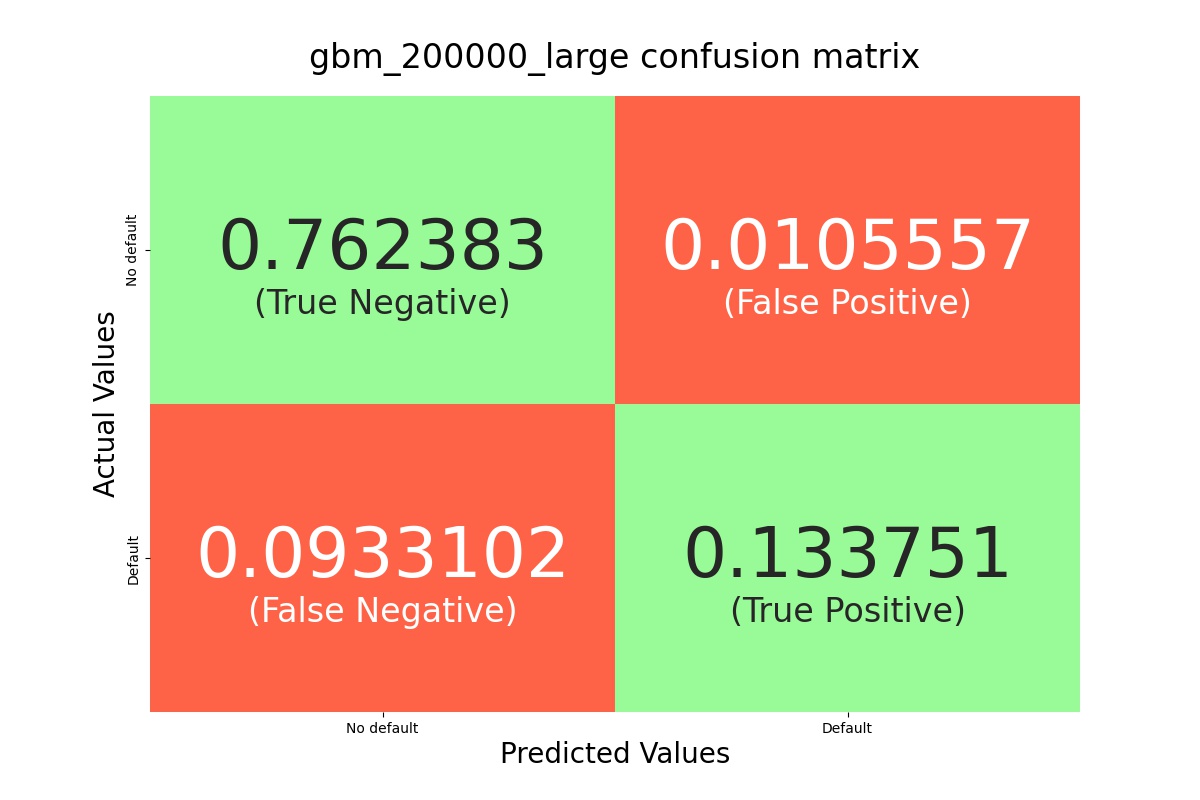 gbm_200000_large confusion matrix
Actual Values
No default
0.762383
(True Negative)
0.0105557
(False Positive)
Default
0.0933102
(False Negative)
0.133751
(True Positive)
No default
Default
Predicted Values